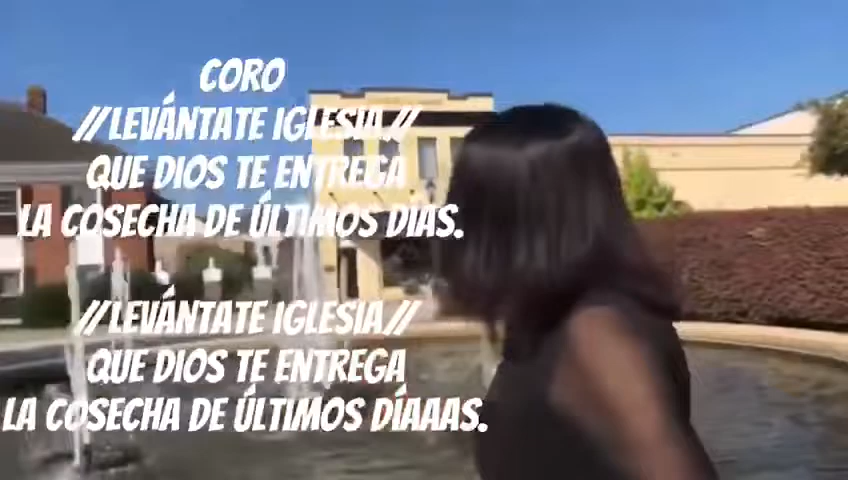 CORO
//LEVÁNTATE IGLESIA//
QUE DIOS TE ENTREGA
LA COSECHA DE ÚLTIMOS DÍAS.
//LEVÁNTATE IGLESIA//
QUE DIOS TE ENTREGA
LA COSECHA DE ÚLTIMOS DÍAAAS.